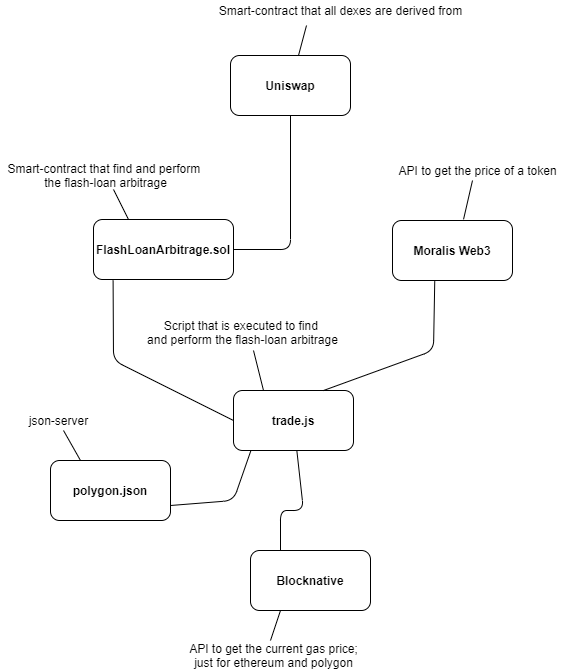 Smart-contract that all dexes are derived from
Uniswap
Smart-contract that find and perform
the flash-loan arbitrage
API to get the price of a token
FlashLoanArbitrage.sol
Moralis Web3
Script that is executed to find
and perform the flash-loan arbitrage
trade.js
json-server
polygon.json
Blocknative
API to get the current gas price;
just for ethereum and polygon